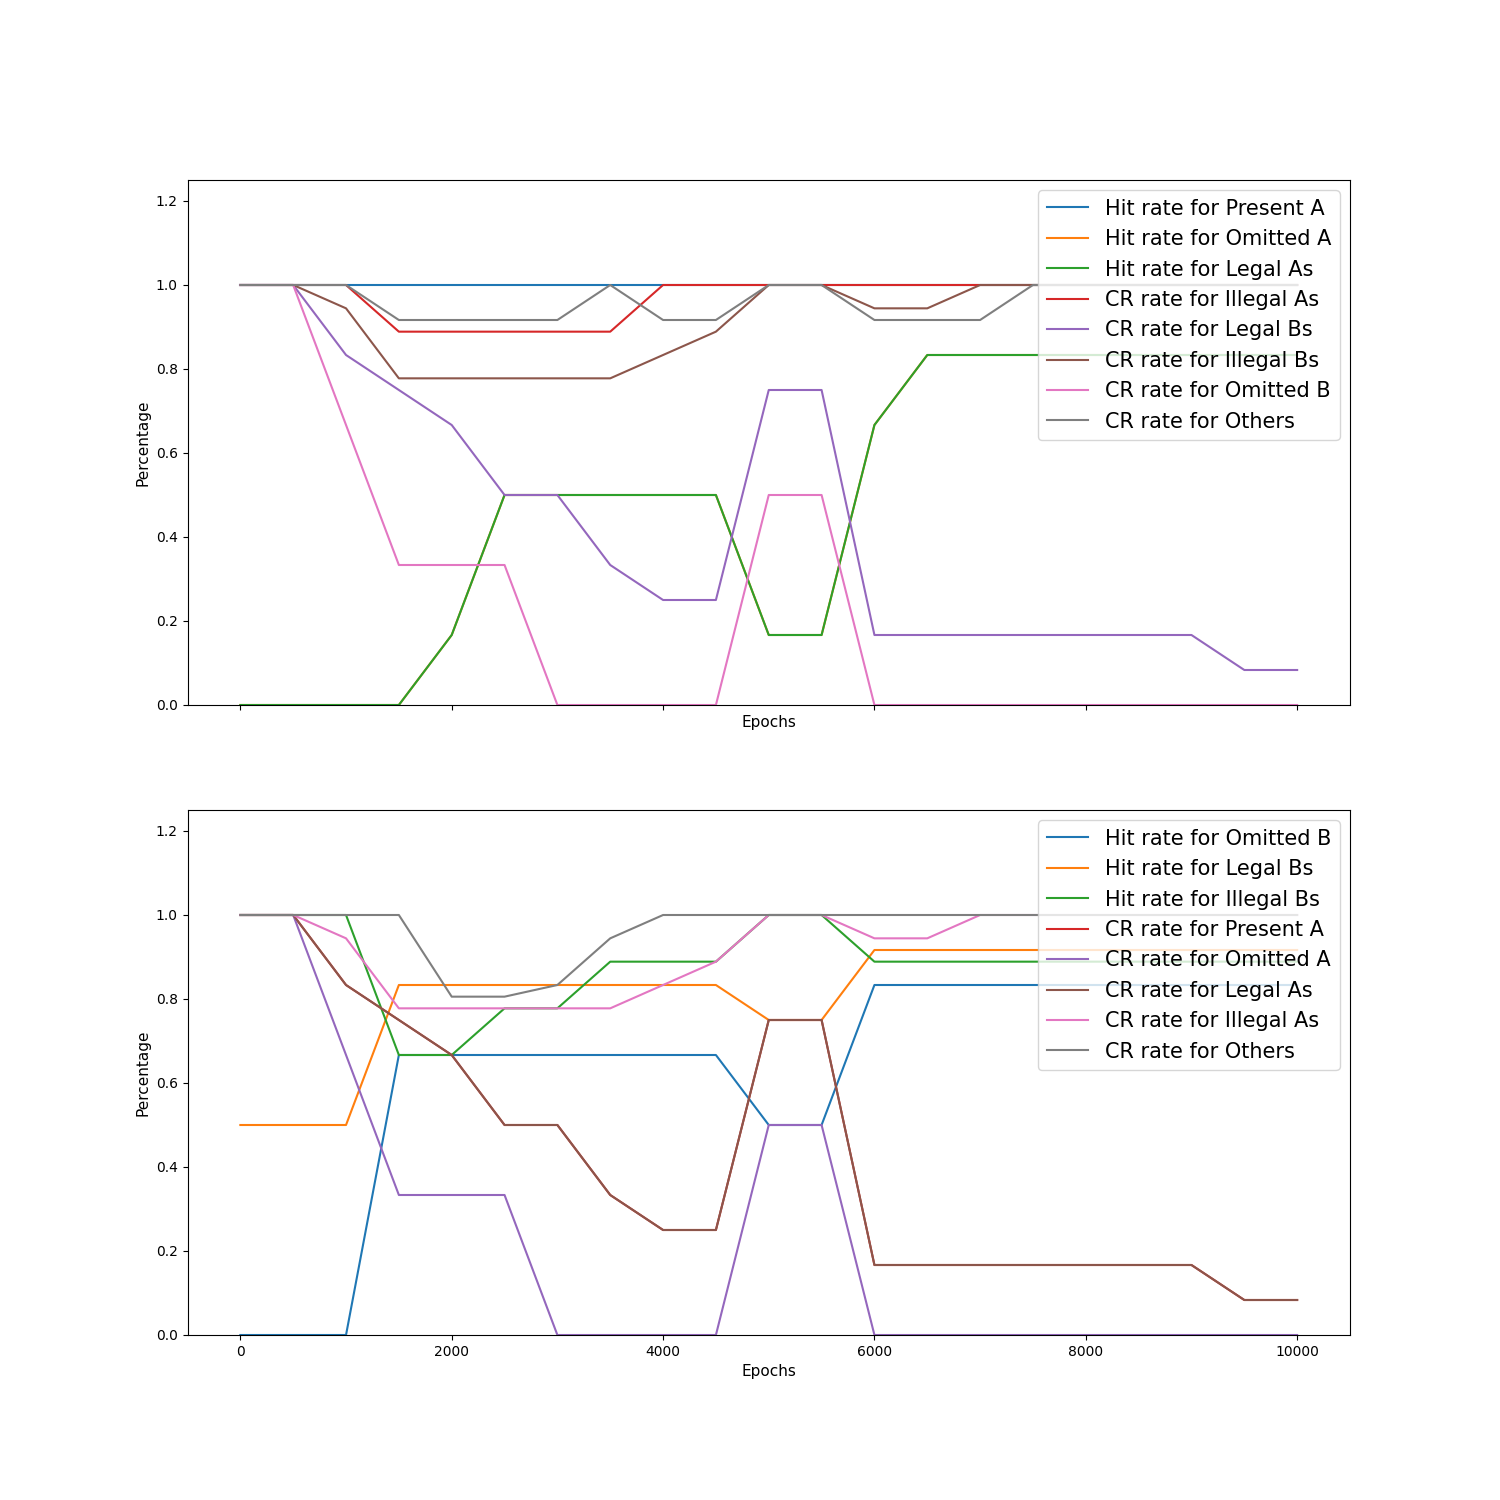 1.2
1.0
0.8
0.6
0.4
0.2
0.0
Percentage
Epochs
Hit rate for Present A
Hit rate for Omitted A
Hit rate for Legal As
CR rate for Illegal As
CR rate for Legal Bs
CR rate for Illegal Bs
CR rate for Omitted B
CR rate for Others
1.2
1.0
0.8
0.6
0.4
0.2
0.0
Percentage
0 2000 4000 6000 8000 10000
Epochs
Hit rate for Omitted B
Hit rate for Legal Bs
Hit rate for Illegal Bs
CR rate for Present A
CR rate for Omitted A
CR rate for Legal As
CR rate for Illegal As
CR rate for Others